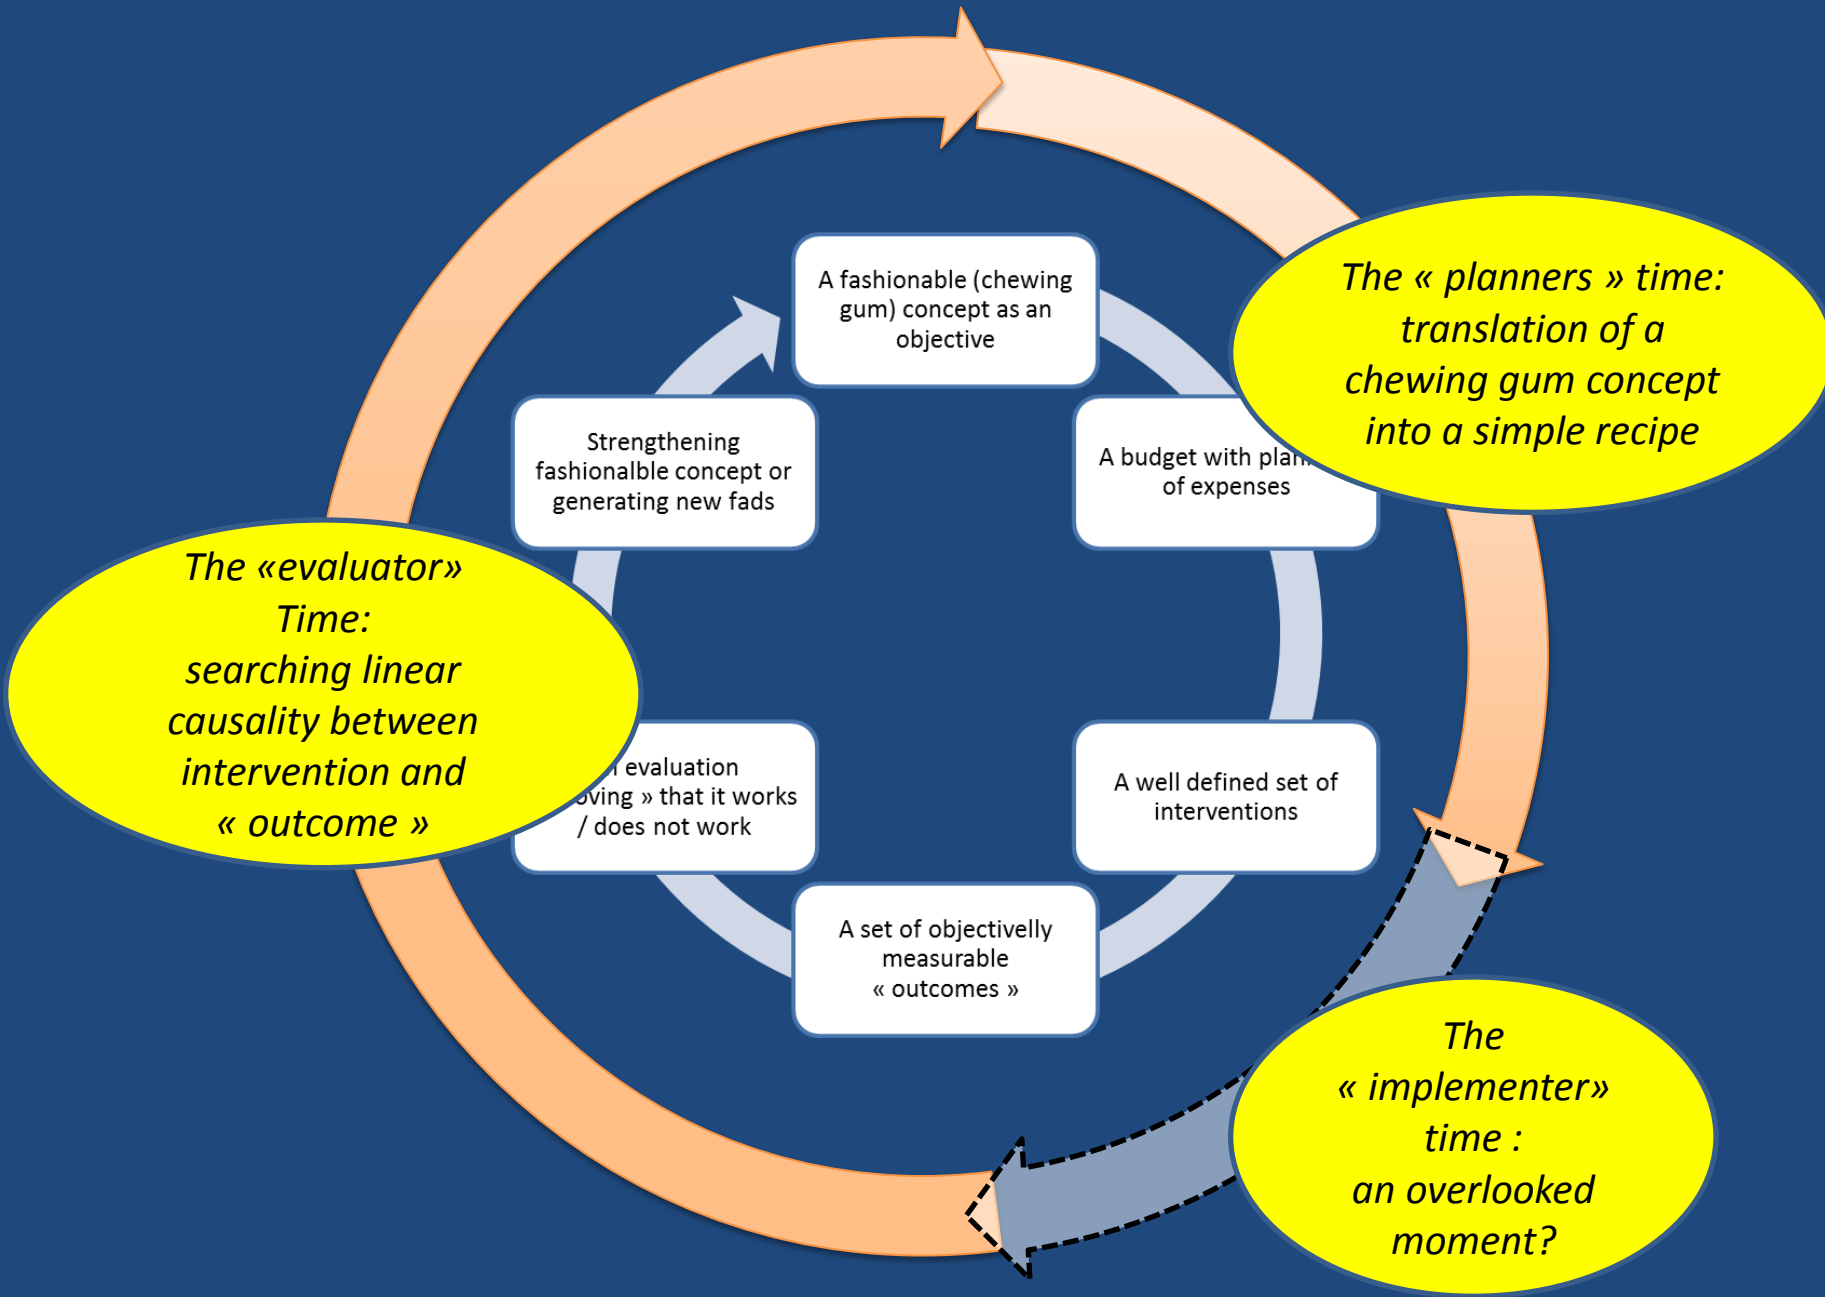 A fashionable (chewing
gum) concept as an
objective
The « planners » time:
translation of a
chewing gum concept
into a simple recipe
A budget with
of expenses
Strengthening
fashionalble concept or
generating new fads
The «evaluator»
Time:
searching linear
causality between
intervention and
« outcome »
evaluation
» that it works
/ does not work
A well defined set of
interventions
A set of objectivelly
measurable
« outcomes »
The
« implementer»
time :
an overlooked
moment?